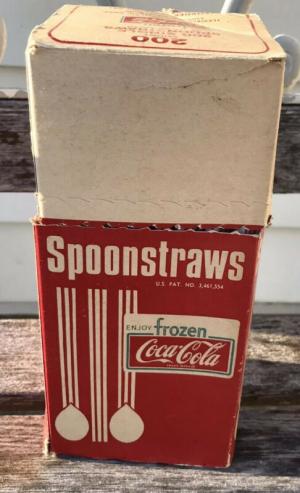 200
Spoonstraws
U.S. PAT. NO. 3,461,554
ENJOY frozen
Coca-Cola